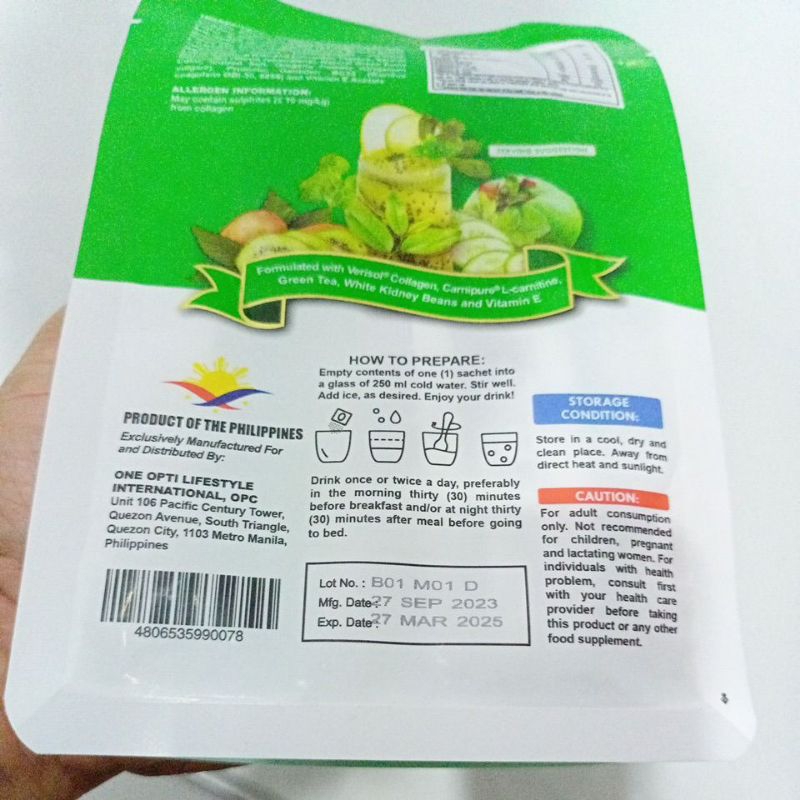 ALLERGEN INFORMATION:
May contain sulphites (≤ 10 mg/kg)
from collagen
SERVING SUGGESTION
Formulated with Verisol® Collagen, Carnipure® L-carnitine,
Green Tea, White Kidney Beans and Vitamin E
PRODUCT OF THE PHILIPPINES
Exclusively Manufactured For
and Distributed By:
ONE OPTI LIFESTYLE
INTERNATIONAL, OPC
Unit 106 Pacific Century Tower,
Quezon Avenue, South Triangle,
Quezon City, 1103 Metro Manila,
Philippines
4806535990078
HOW TO PREPARE:
Empty contents of one (1) sachet into
a glass of 250 ml cold water. Stir well.
Add ice, as desired. Enjoy your drink!
Drink once or twice a day, preferably
in the morning thirty (30) minutes
before breakfast and/or at night thirty
(30) minutes after meal before going
to bed.
Lot No. : B01 M01 D
Mfg. Date: 27 SEP 2023
Exp. Date: 27 MAR 2025
STORAGE
CONDITION:
Store in a cool, dry and
clean place. Away from
direct heat and sunlight.
CAUTION:
For adult consumption
only. Not recommended
for children, pregnant
and lactating women. For
individuals with health
problem, consult first
with your health care
provider before taking
this product or any other
food supplement.